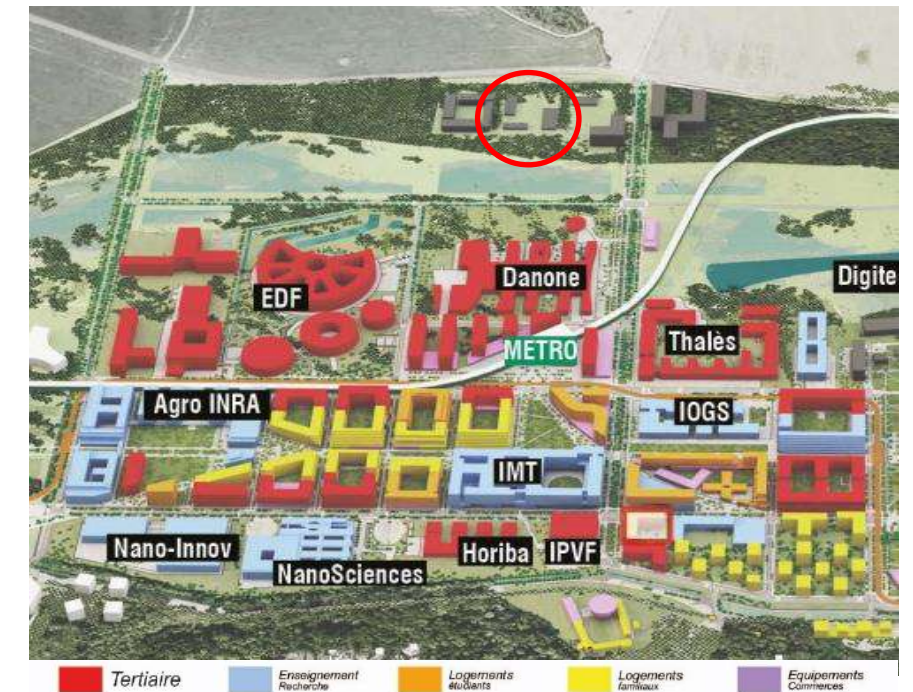 Danone
EDF
Digite
METRO
Thalès
Agro INRA
IOGS
IMT
Nano-Innov
NanoSciences
Horiba
IPVF
Tertiaire
Enseignement
Recherche
Logements
étudiants
Logements
familiaux
Equipements
Commerces